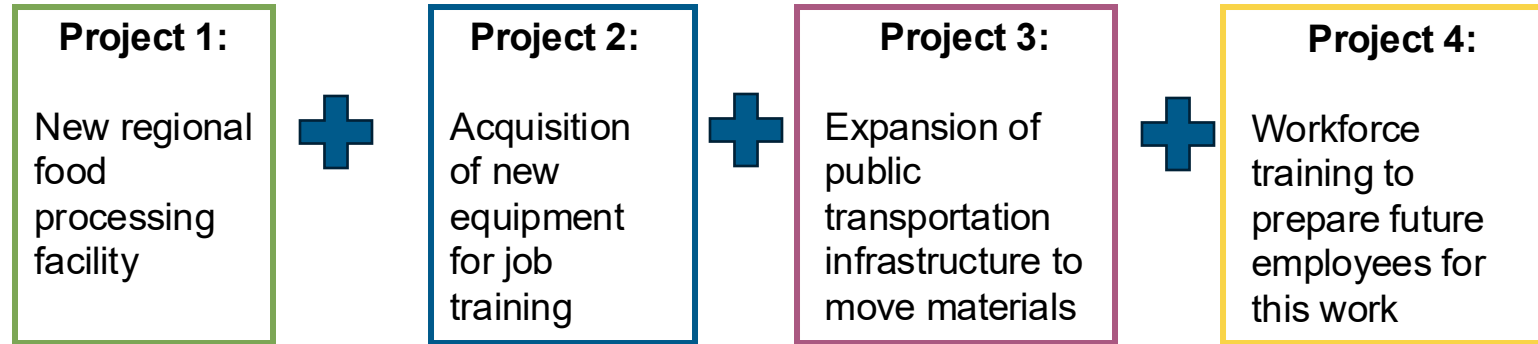 Project 1:
New regional
food
processing
facility
Project 2:
Acquisition
of new
equipment
for job
training
Project 3:
Expansion of
public
transportation
infrastructure to
move materials
Project 4:
Workforce
training to
prepare future
employees for
this work